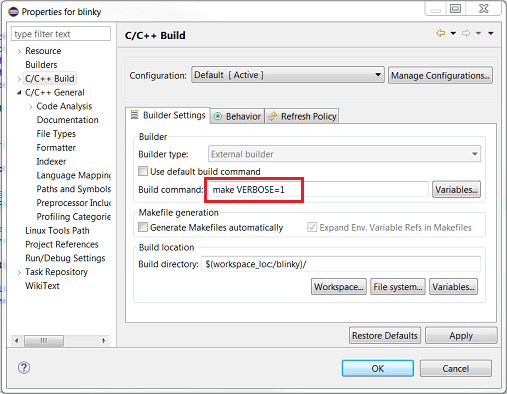 Properties for blinky
type filter text
C/C++ Build
Resource
Builders
C/C++ Build
C/C++ General
Code Analysis
Documentation
File Types
Formatter
Indexer
Language Mapping
Paths and Symbols
Preprocessor Include
Profiling Categorie
Linux Tools Path
Project References
Run/Debug Settings
Task Repository
WikiText
Configuration: Default [ Active ] Manage Configurations...
Builder Settings Behavior Refresh Policy
Builder
Builder type: External builder
Use default build command
Build command: make VERBOSE=1 Variables...
Makefile generation
Generate Makefiles automatically Expand Env. Variable Refs in Makefiles
Build location
Build directory: ${workspace_loc:/blinky}/
Workspace... File system... Variables...
Restore Defaults Apply
? OK Cancel